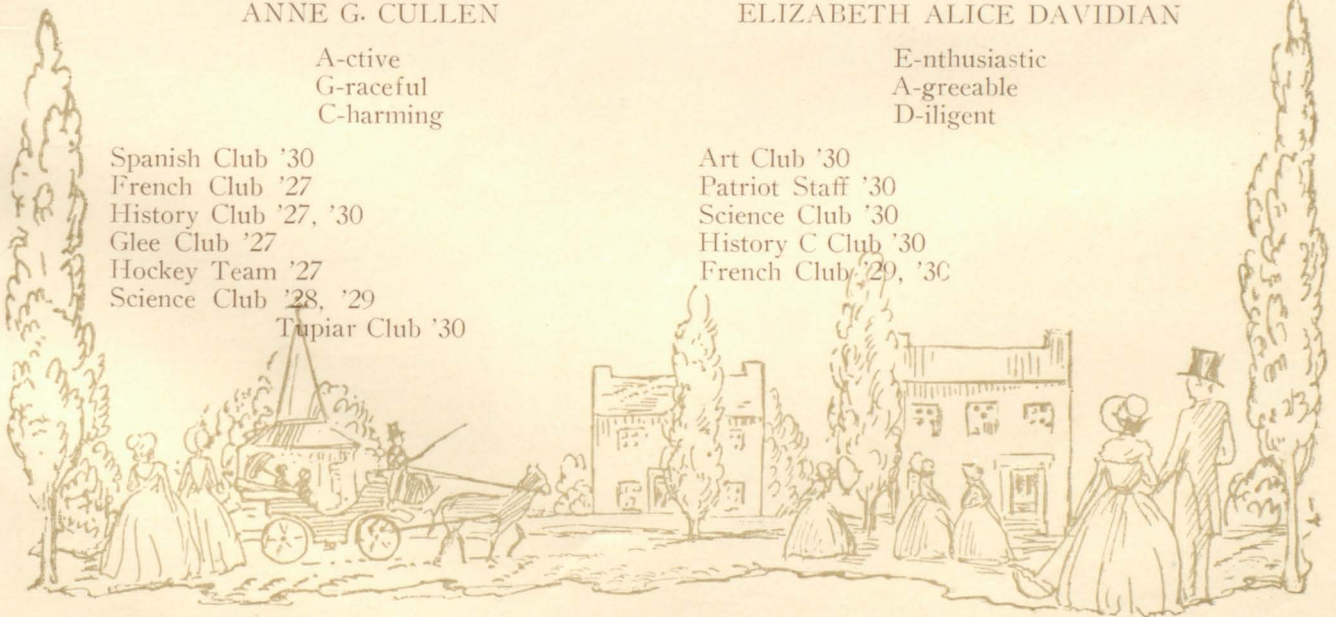 ANNE G. CULLEN
A-ctive
G-raceful
C-harming
Spanish Club '30
French Club '27
History Club '27, '30
Glee Club '27
Hockey Team '27
Science Club '28, '29
Tupiar Club '30
ELIZABETH ALICE DAVIDIAN
E-nthusiastic
A-greeable
D-iligent
Art Club '30
Patriot Staff '30
Science Club '30
History C Club '30
French Club '29, '30